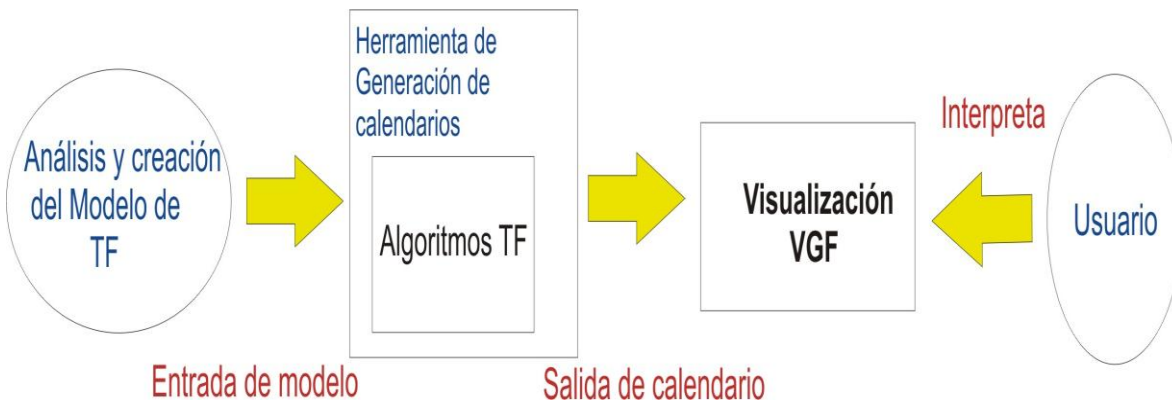 Análisis y creación
del Modelo de
TF
Entrada de modelo
Herramienta de
Generación de
calendarios
Algoritmos TF
Salida de calendario
Visualización
VGF
Interpreta
Usuario